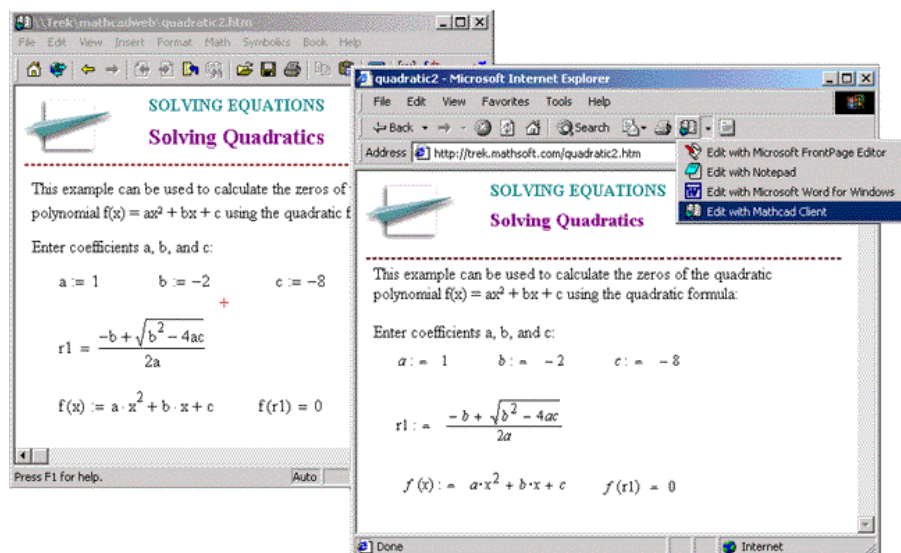 \\Trek\mathcadweb\quadratic2.htm
File Edit View Insert Format Math Symbolics Book Help
SOLVING EQUATIONS
Solving Quadratics
This example can be used to calculate the zeros of
polynomial f(x) = ax² + bx + c using the quadratic f
Enter coefficients a, b, and c:
a := 1 b := -2 c := -8
r1 = (-b + √(b² - 4ac))/(2a)
f(x) := a · x² + b · x + c f(r1) = 0
Press F1 for help. Auto
quadratic2 - Microsoft Internet Explorer
File Edit View Favorites Tools Help
Back Search
Address http://trek.mathsoft.com/quadratic2.htm
Edit with Microsoft FrontPage Editor
Edit with Notepad
Edit with Microsoft Word for Windows
Edit with Mathcad Client
SOLVING EQUATIONS
Solving Quadratics
This example can be used to calculate the zeros of the quadratic
polynomial f(x) = ax² + bx + c using the quadratic formula:
Enter coefficients a, b, and c:
a := 1 b := -2 c := -8
r1 := (-b + √(b² - 4ac))/(2a)
f(x) := a·x² + b·x + c f(r1) = 0
Done Internet